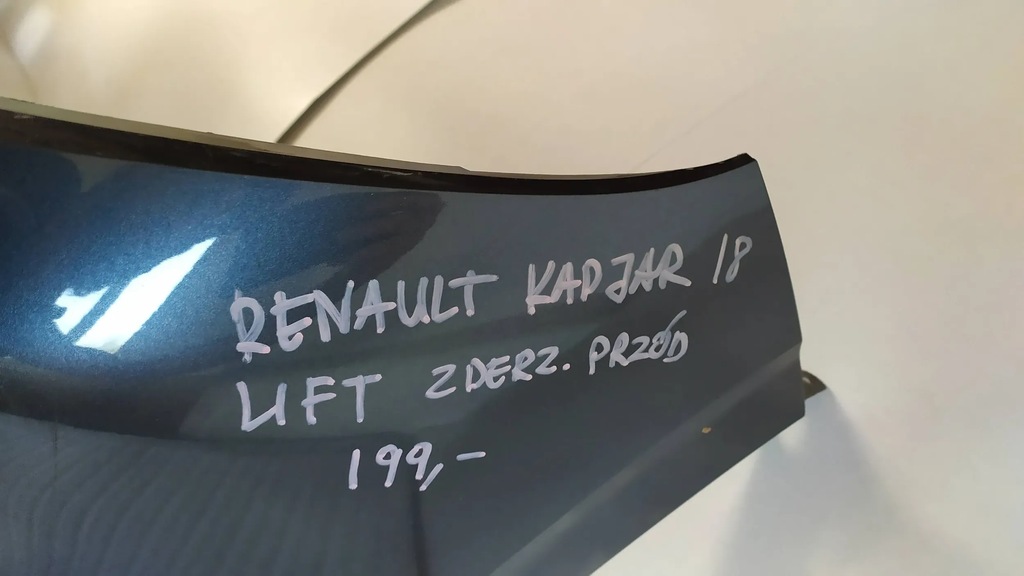 RENAULT KADJAR 18
LIFT ZDERZ. PRZÓD
199,-